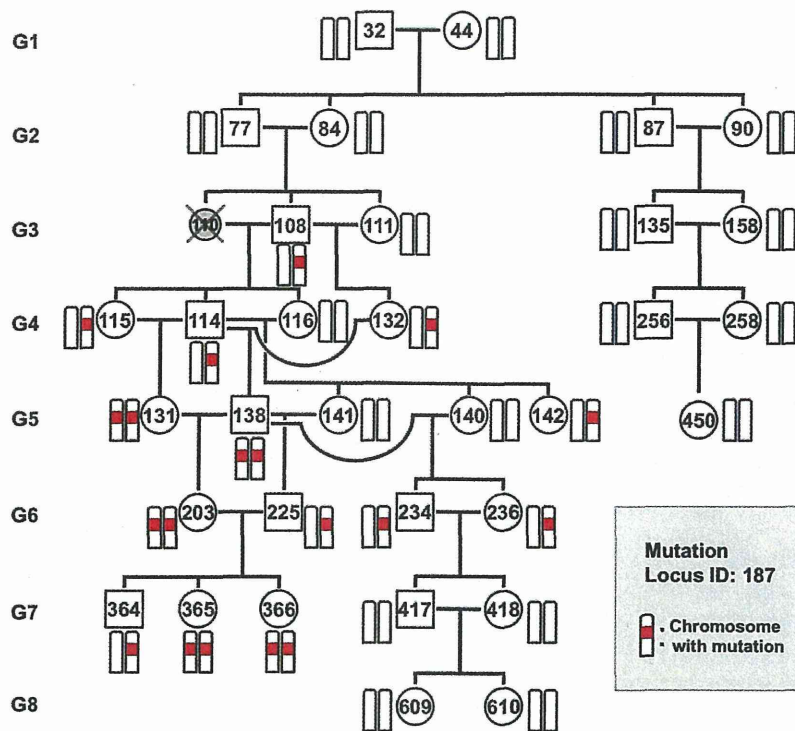 G1 32 44
G2 77 84 87 90
G3 110 108 111 135 158
G4 115 114 116 132 256 258
G5 131 138 141 140 142 450
G6 203 225 234 236
Mutation
Locus ID: 187
G7 364 365 366 417 418
Chromosome
with mutation
G8 609 610